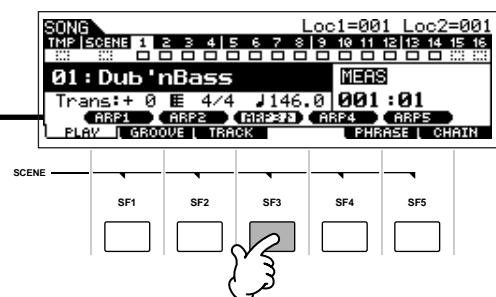 SONG Loc1=001 Loc2=001
TMP SCENE 1 2 3 4 5 6 7 8 9 10 11 12 13 14 15 16
01:Dub'nBass MEAS
Trans:+ 0 4/4 ♩146.0 001:01
ARP1 ARP2 ARP3 ARP4 ARP5
PLAY GROOVE TRACK PHRASE CHAIN
SCENE
SF1 SF2 SF3 SF4 SF5